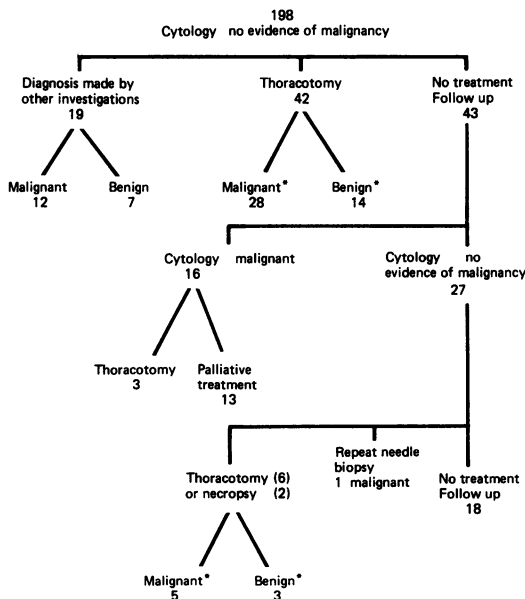 198
Cytology no evidence of malignancy
Diagnosis made by
other investigations
19
Thoracotomy
42
No treatment
Follow up
43
Malignant
12
Benign
7
Malignant*
28
Benign*
14
Cytology malignant
16
Cytology no
evidence of malignancy
27
Thoracotomy
3
Palliative
treatment
13
Thoracotomy (6)
or necropsy (2)
Repeat needle
biopsy
1 malignant
No treatment
Follow up
18
Malignant*
5
Benign*
3